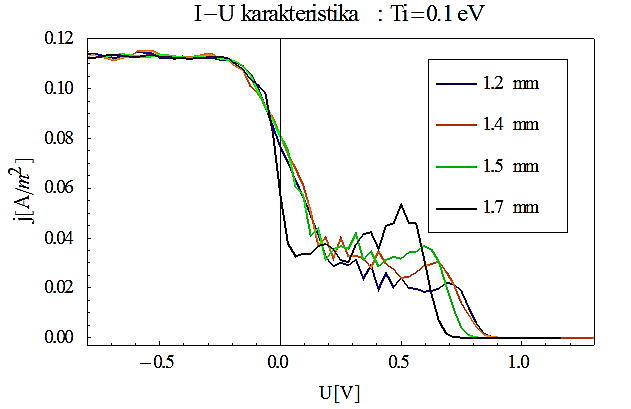 I−U karakteristika : Ti=0.1 eV
0.12
0.10
0.08
0.06
0.04
0.02
0.00
j[A/m²]
1.2 mm
1.4 mm
1.5 mm
1.7 mm
−0.5
0.0
0.5
1.0
U[V]